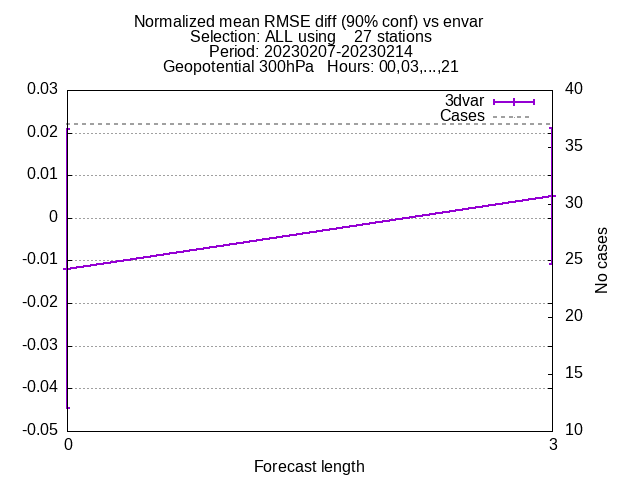 Normalized mean RMSE diff (90% conf) vs envar
Selection: ALL using    27 stations
Period: 20230207-20230214
Geopotential 300hPa   Hours: 00,03,...,21
3dvar
Cases
0.03
0.02
0.01
0
-0.01
-0.02
-0.03
-0.04
-0.05
40
35
30
25
20
15
10
No cases
0
3
Forecast length